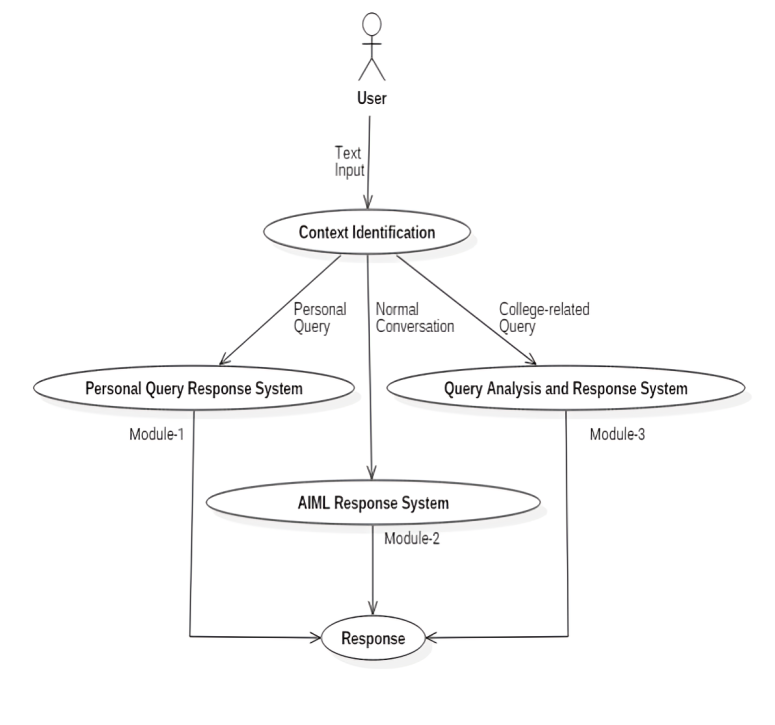 User
Text
Input
Context Identification
Personal
Query
Normal
Conversation
College-related
Query
Personal Query Response System
Query Analysis and Response System
Module-1
Module-3
AIML Response System
Module-2
Response